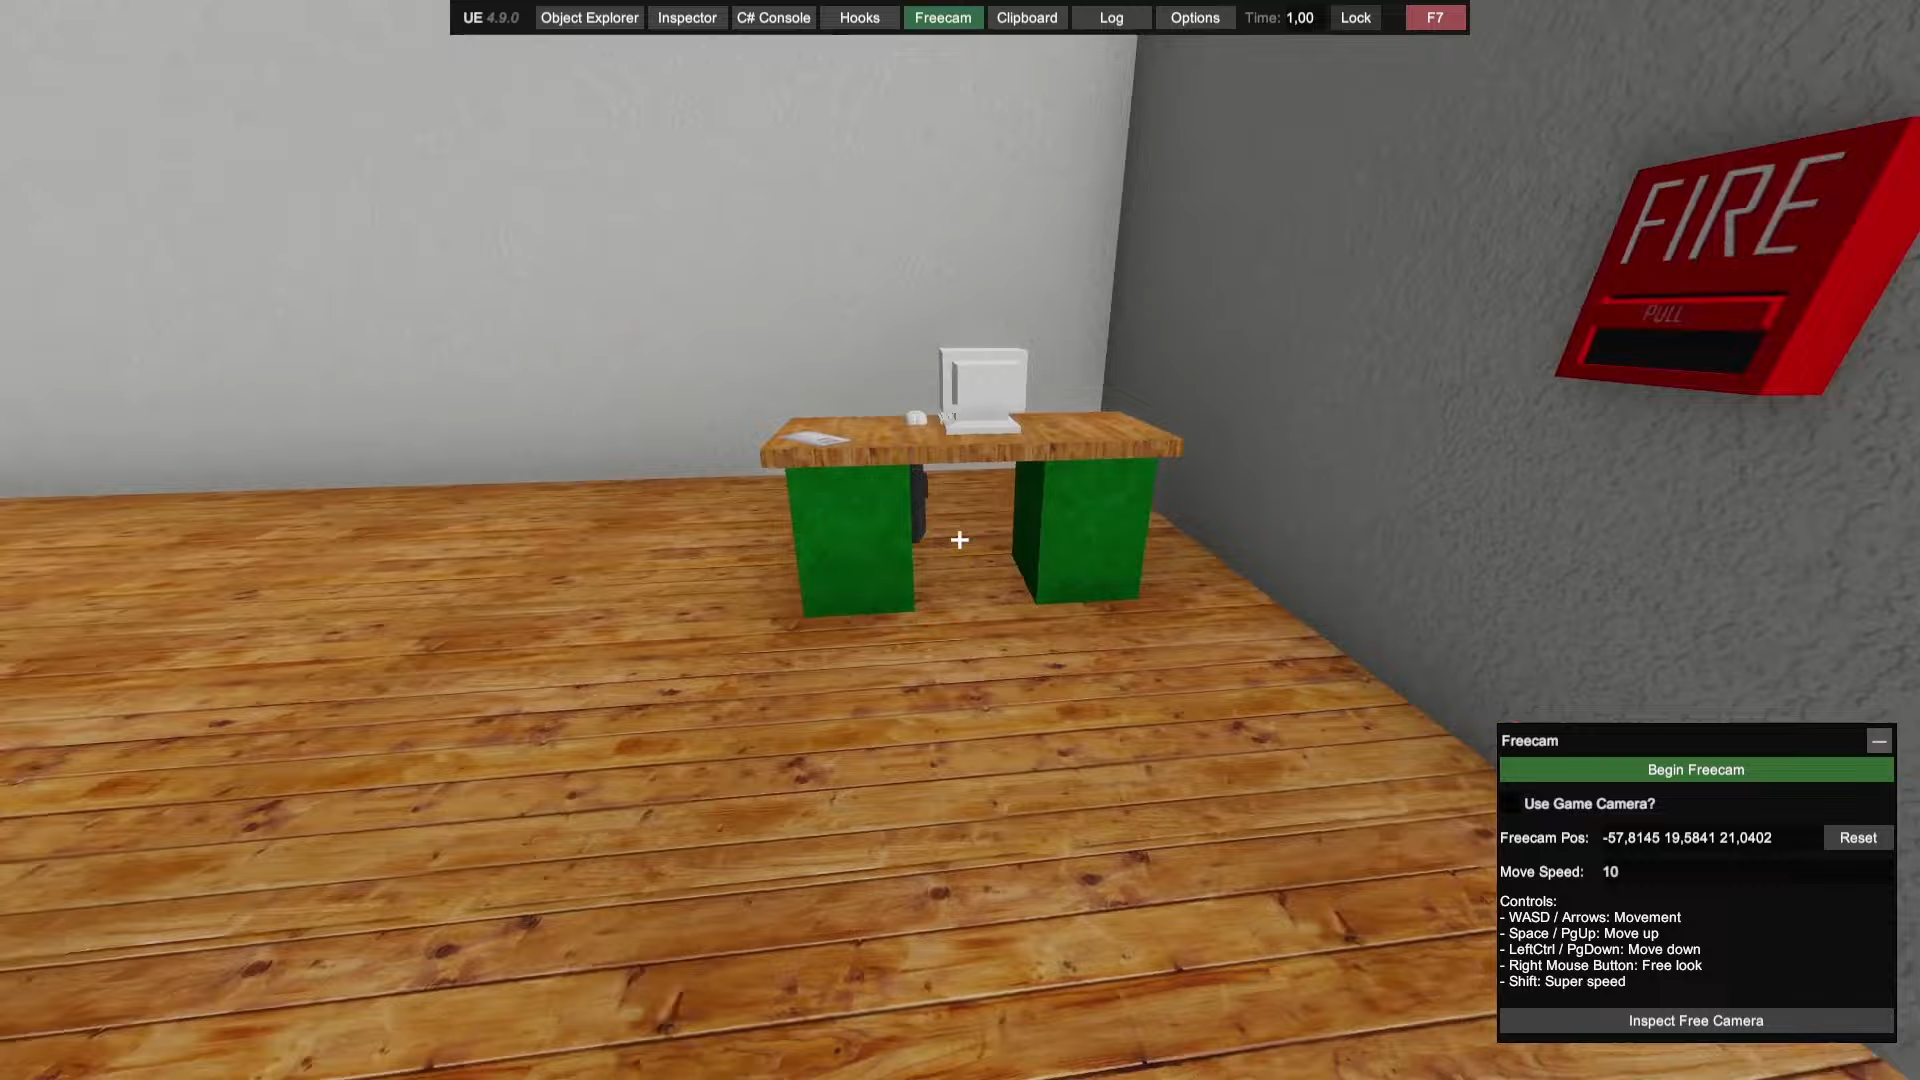 UE 4.9.0 Object Explorer Inspector C# Console Hooks Freecam Clipboard Log Options Time: 1,00 Lock F7
FIRE
PULL
Freecam —
Begin Freecam
Use Game Camera?
Freecam Pos: -57,8145 19,5841 21,0402 Reset
Move Speed: 10
Controls:
- WASD / Arrows: Movement
- Space / PgUp: Move up
- LeftCtrl / PgDown: Move down
- Right Mouse Button: Free look
- Shift: Super speed
Inspect Free Camera